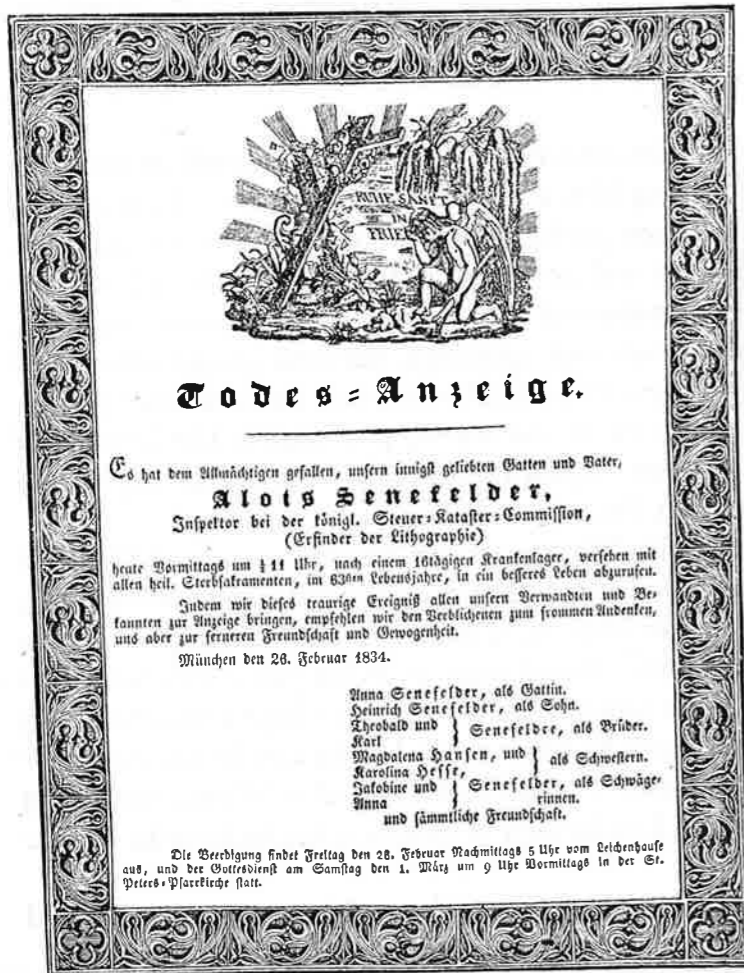 RUHE SANFT
IN
FRIED
Todes=Anzeige.
Es hat dem Allmächtigen gefallen, unsern innigst geliebten Gatten und Vater,
Alois Senefelder,
Inspektor bei der königl. Steuer=Kataster=Commission,
(Erfinder der Lithographie)
heute Vormittags um ½11 Uhr, nach einem 16tägigen Krankenlager, versehen mit
allen heil. Sterbsakramenten, im 63sten Lebensjahre, in ein besseres Leben abzurufen.
Indem wir dieses traurige Ereigniß allen unsern Verwandten und Be-
kannten zur Anzeige bringen, empfehlen wir den Verblichenen zum frommen Andenken,
uns aber zur ferneren Freundschaft und Gewogenheit.
München den 26. Februar 1834.
Anna Senefelder, als Gattin.
Heinrich Senefelder, als Sohn.
Theobald und
Karl } Senefeldre, als Brüder.
Magdalena Hansen, und
Karolina Hesse, } als Schwestern.
Jakobine und
Anna } Senefelder, als Schwäge-
rinnen.
und sämmtliche Freundschaft.
Die Beerdigung findet Freitag den 28. Februar Nachmittags 5 Uhr vom Leichenhause
aus, und der Gottesdienst am Samstag den 1. März um 9 Uhr Vormittags in der St.
Peters=Pfarrkirche statt.